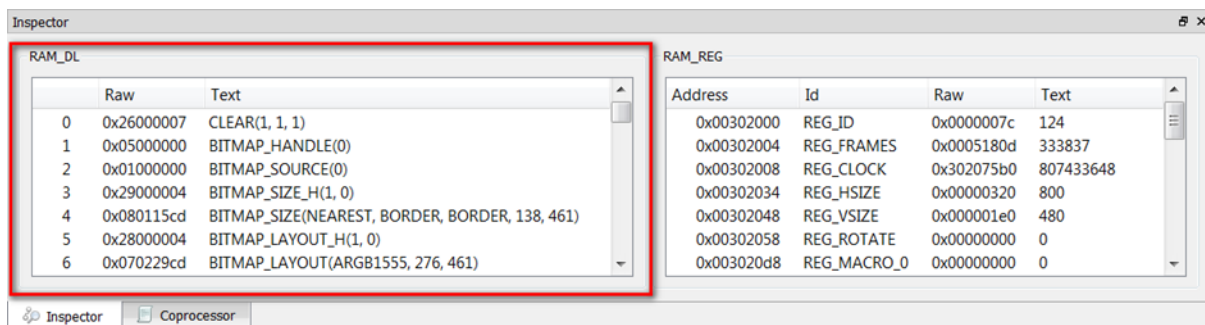 Inspector
RAM_DL
Raw Text
0 0x26000007 CLEAR(1, 1, 1)
1 0x05000000 BITMAP_HANDLE(0)
2 0x01000000 BITMAP_SOURCE(0)
3 0x29000004 BITMAP_SIZE_H(1, 0)
4 0x080115cd BITMAP_SIZE(NEAREST, BORDER, BORDER, 138, 461)
5 0x28000004 BITMAP_LAYOUT_H(1, 0)
6 0x070229cd BITMAP_LAYOUT(ARGB1555, 276, 461)
RAM_REG
Address Id Raw Text
0x00302000 REG_ID 0x0000007c 124
0x00302004 REG_FRAMES 0x0005180d 333837
0x00302008 REG_CLOCK 0x302075b0 807433648
0x00302034 REG_HSIZE 0x00000320 800
0x00302048 REG_VSIZE 0x000001e0 480
0x00302058 REG_ROTATE 0x00000000 0
0x003020d8 REG_MACRO_0 0x00000000 0
Inspector Coprocessor